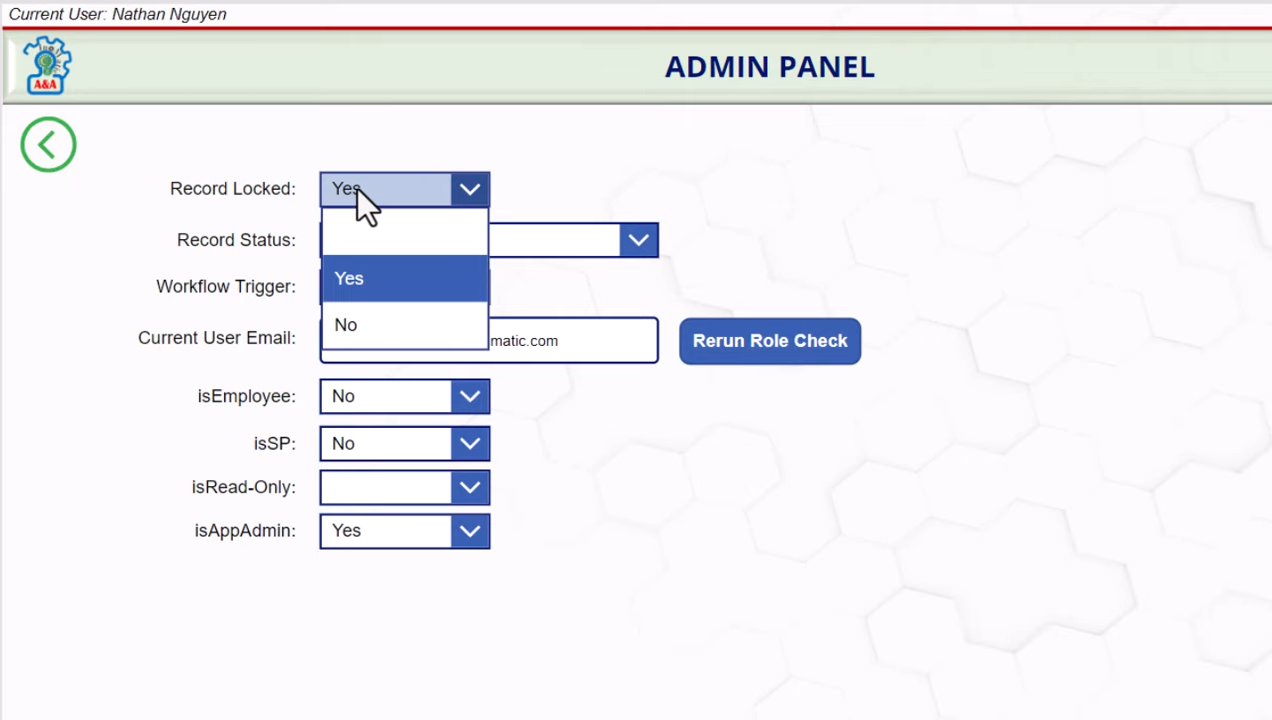 Current User: Nathan Nguyen
A&A
ADMIN PANEL
Record Locked: Yes
Record Status:
Yes
Workflow Trigger:
No
Current User Email: matic.com Rerun Role Check
isEmployee: No
isSP: No
isRead-Only:
isAppAdmin: Yes